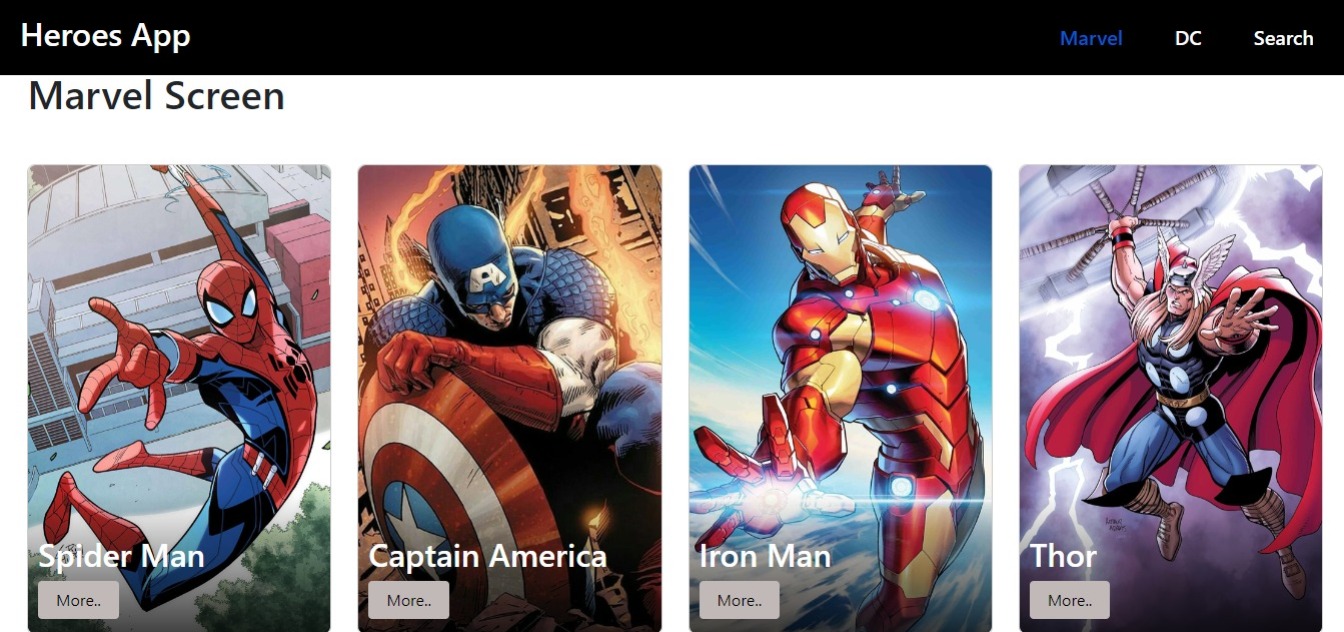 Heroes App
Marvel DC Search
Marvel Screen
Spider Man
Captain America
Iron Man
Thor
More..
More..
More..
More..